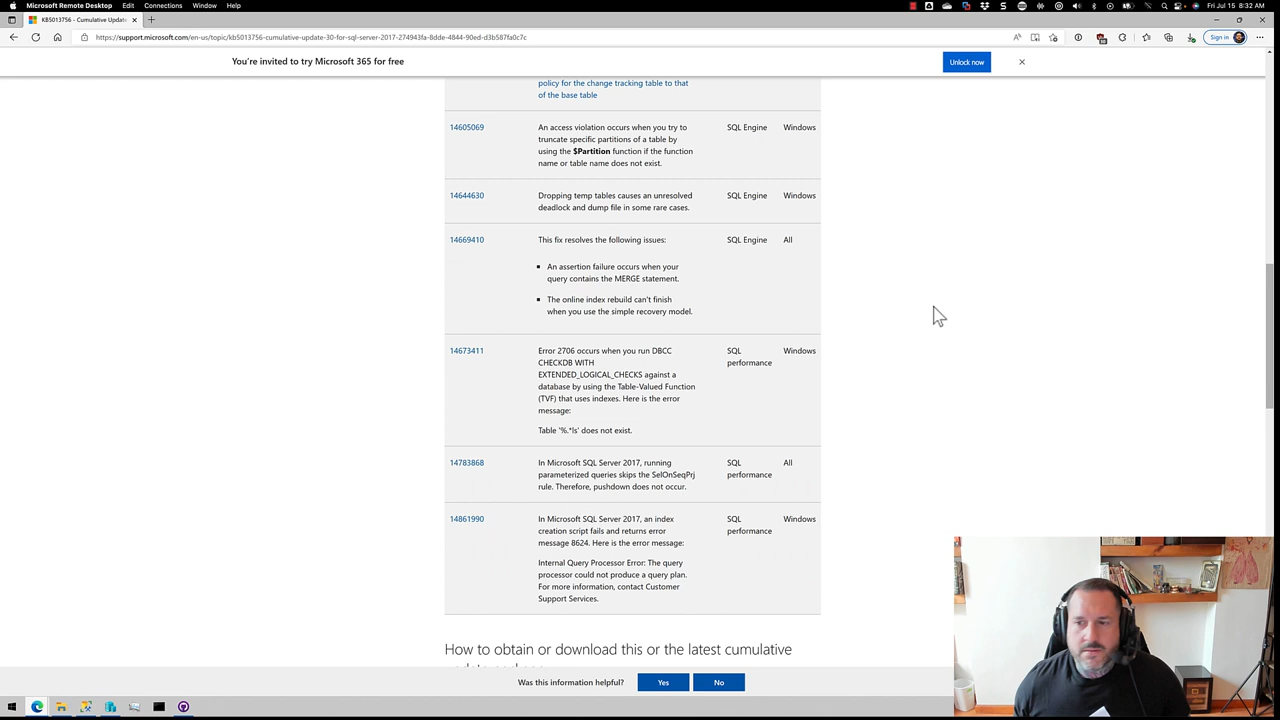 Microsoft Remote Desktop Edit Connections Window Help
Fri Jul 15 8:32 AM
KB5013756 - Cumulative Updat
https://support.microsoft.com/en-us/topic/kb5013756-cumulative-update-30-for-sql-server-2017-274943fa-8dde-4844-90ed-d3b587fa0c7c
Sign in
You're invited to try Microsoft 365 for free
Unlock now
policy for the change tracking table to that
of the base table
14605069 An access violation occurs when you try to SQL Engine Windows
truncate specific partitions of a table by
using the $Partition function if the function
name or table name does not exist.
14644630 Dropping temp tables causes an unresolved SQL Engine Windows
deadlock and dump file in some rare cases.
14669410 This fix resolves the following issues: SQL Engine All
▪ An assertion failure occurs when your
query contains the MERGE statement.
▪ The online index rebuild can't finish
when you use the simple recovery model.
14673411 Error 2706 occurs when you run DBCC SQL Windows
CHECKDB WITH performance
EXTENDED_LOGICAL_CHECKS against a
database by using the Table-Valued Function
(TVF) that uses indexes. Here is the error
message:
Table '%.*ls' does not exist.
14783868 In Microsoft SQL Server 2017, running SQL All
parameterized queries skips the SelOnSeqPrj performance
rule. Therefore, pushdown does not occur.
14861990 In Microsoft SQL Server 2017, an index SQL Windows
creation script fails and returns error performance
message 8624. Here is the error message:
Internal Query Processor Error: The query
processor could not produce a query plan.
For more information, contact Customer
Support Services.
How to obtain or download this or the latest cumulative
Was this information helpful? Yes No